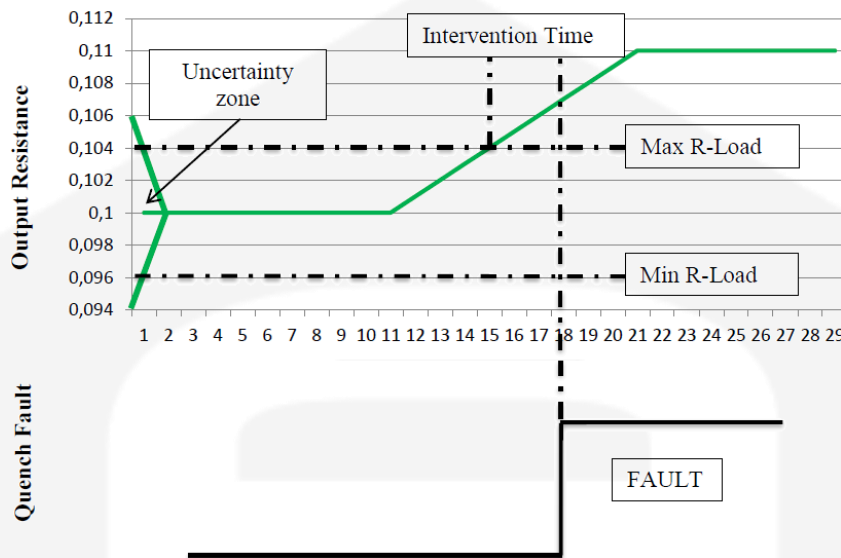 Output Resistance
0,112
0,11
0,108
0,106
0,104
0,102
0,1
0,098
0,096
0,094
Intervention Time
Uncertainty
zone
Max R-Load
Min R-Load
1 2 3 4 5 6 7 8 9 10 11 12 13 14 15 16 17 18 19 20 21 22 23 24 25 26 27 28 29
Quench Fault
FAULT